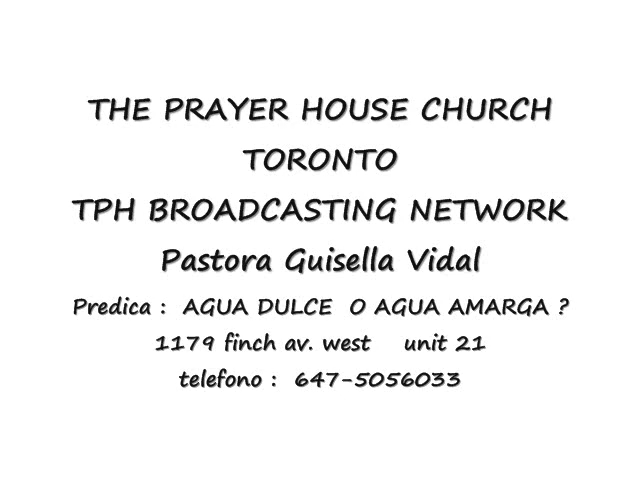 THE PRAYER HOUSE CHURCH
TORONTO
TPH BROADCASTING NETWORK
Pastora Guisella Vidal
Predica : AGUA DULCE O AGUA AMARGA ?
1179 finch av. west unit 21
telefono : 647-5056033